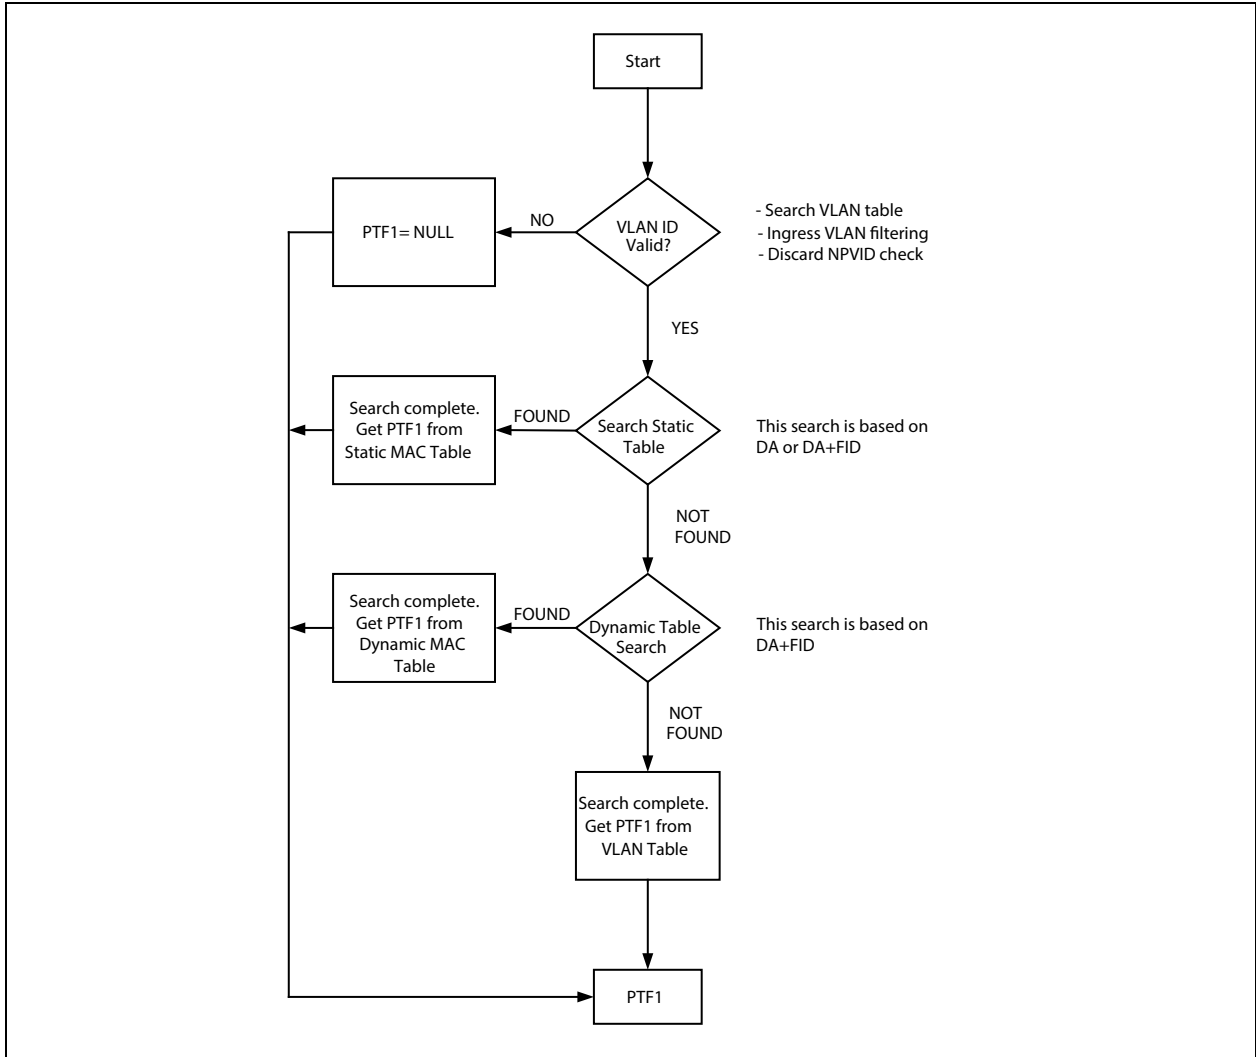 Start
VLAN ID
Valid?
NO
PTF1= NULL
- Search VLAN table
- Ingress VLAN filtering
- Discard NPVID check
YES
Search Static
Table
FOUND
Search complete.
Get PTF1 from
Static MAC Table
This search is based on
DA or DA+FID
NOT
FOUND
Dynamic Table
Search
FOUND
Search complete.
Get PTF1 from
Dynamic MAC
Table
This search is based on
DA+FID
NOT
FOUND
Search complete.
Get PTF1 from
VLAN Table
PTF1